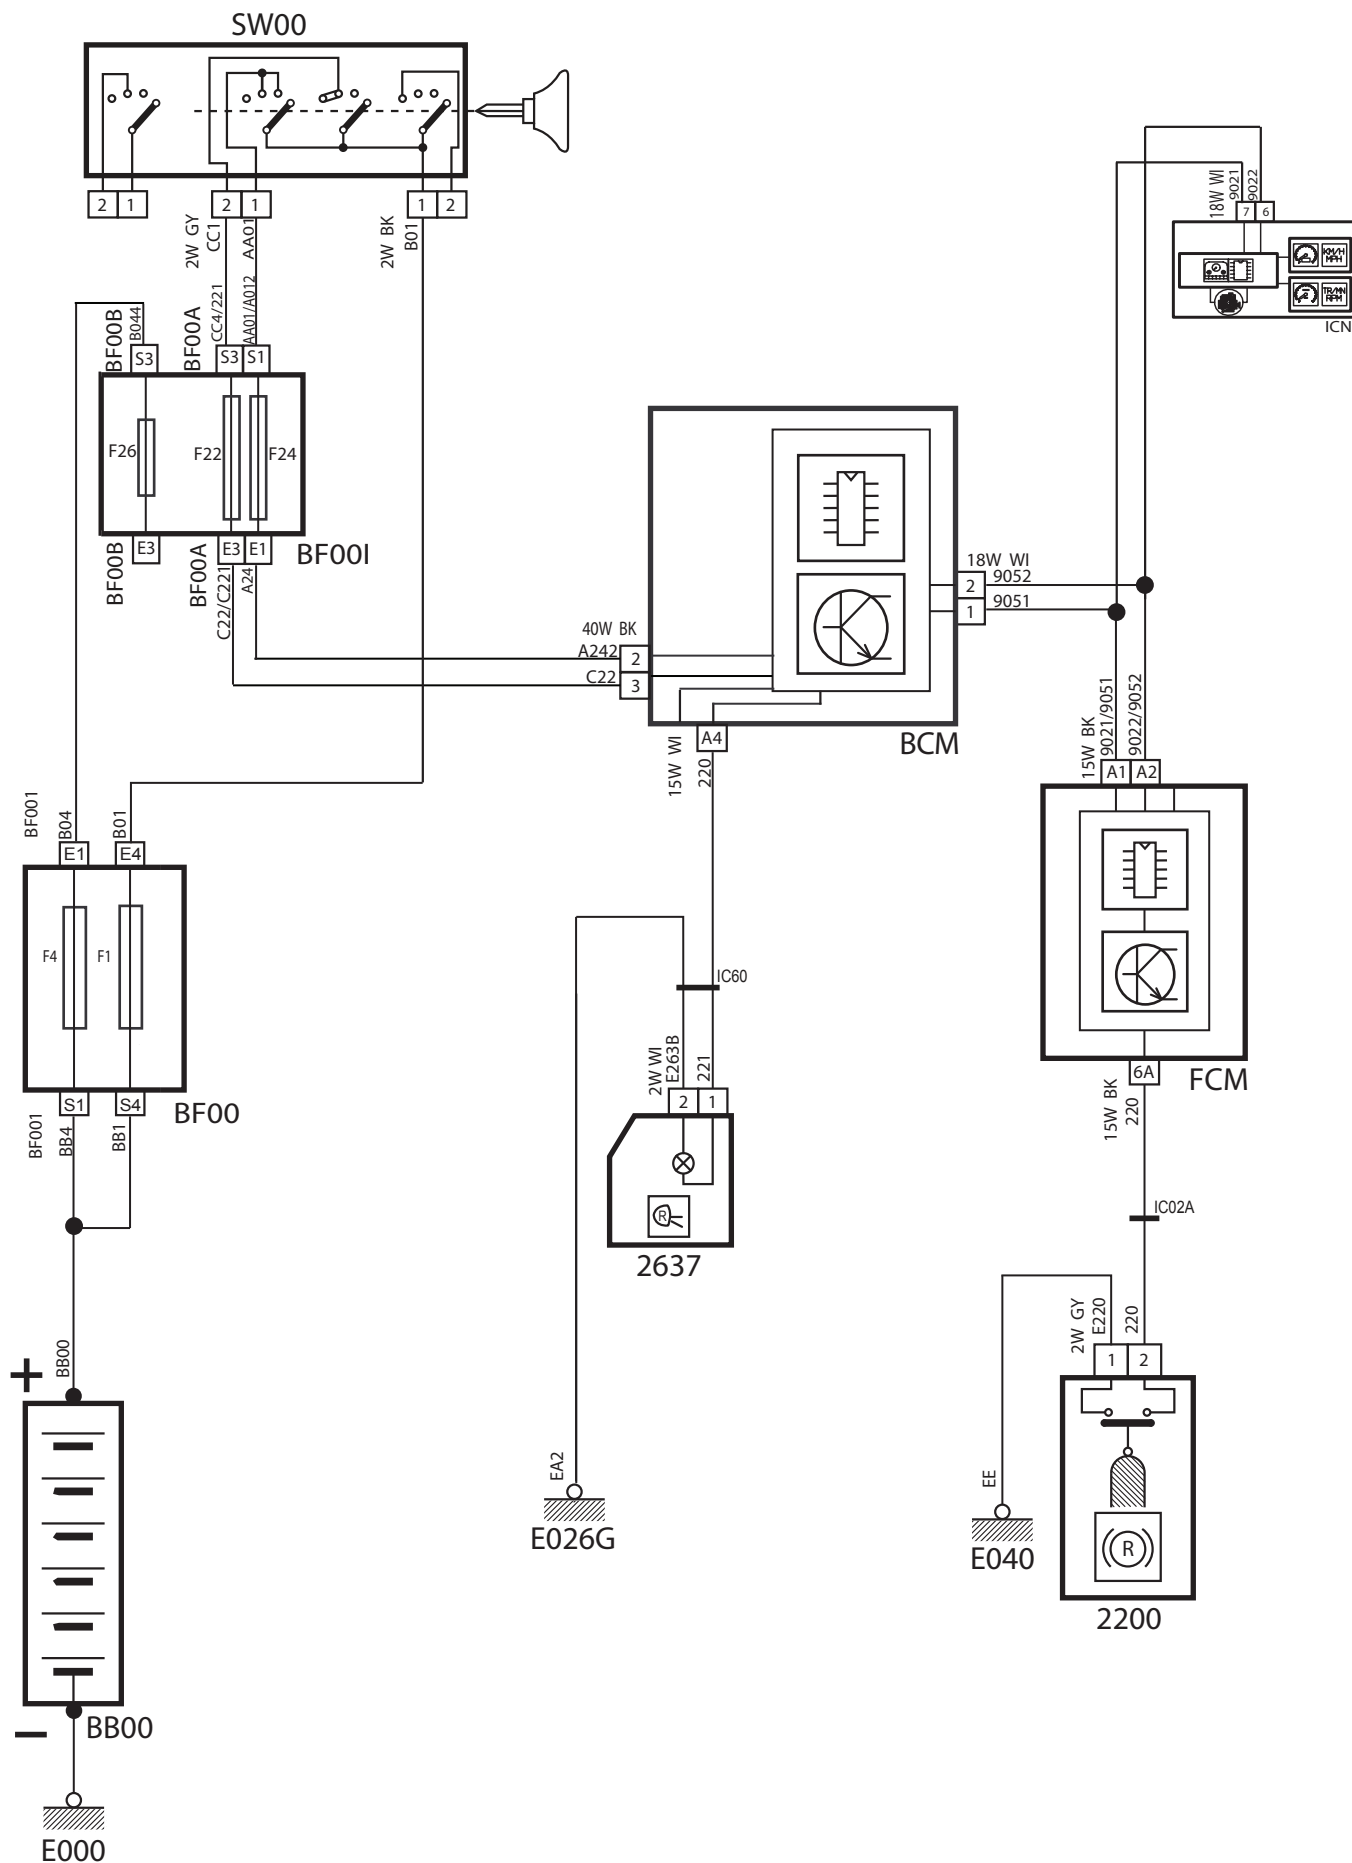 SW00
2 1
2 1
1 2
2W GY
CC1
AA01
2W BK
B01
18W WI
9021
9022
7 6
KM/H
MPH
TR/MN
RPM
ICN
BF00B
B044
BF00A
CC4/221
AA01/A012
S3
S3 S1
F26
F22
F24
BF00B
E3
BF00A
E3 E1
BF00I
C22/C221
A24
40W BK
A242
2
C22
3
18W WI
2
9052
1
9051
BCM
15W WI
A4
220
15W BK
9021/9051
9022/9052
A1 A2
BF001
B04
B01
E1
E4
F4
F1
S1
S4
BF001
BB4
BB1
BF00
IC60
2W WI
E263B
221
2 1
R
2637
FCM
6A
15W BK
220
IC02A
2W GY
E220
220
1 2
R
2200
EE
E040
EA2
E026G
BB00
+
−
BB00
E000